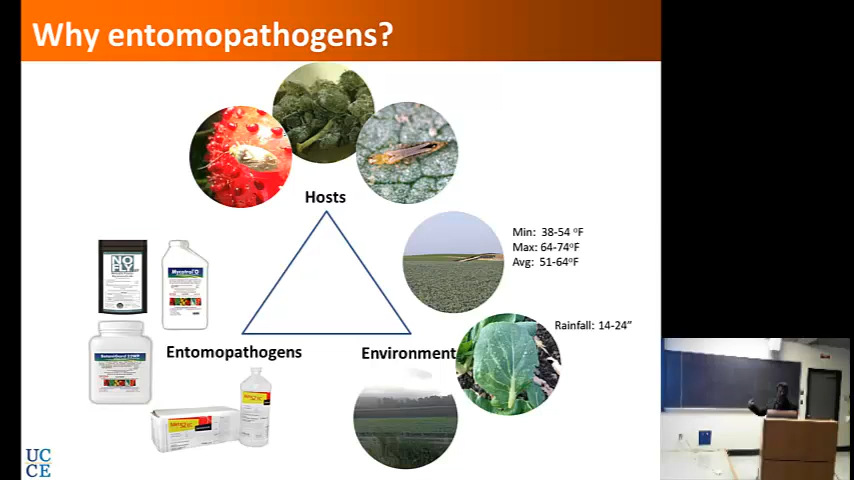 Why entomopathogens?
Hosts
Min: 38-54 °F
Max: 64-74°F
Avg: 51-64°F
NO
FLY
Mycotrol O
Rainfall: 14-24"
Entomopathogens
Environment
UC
CE